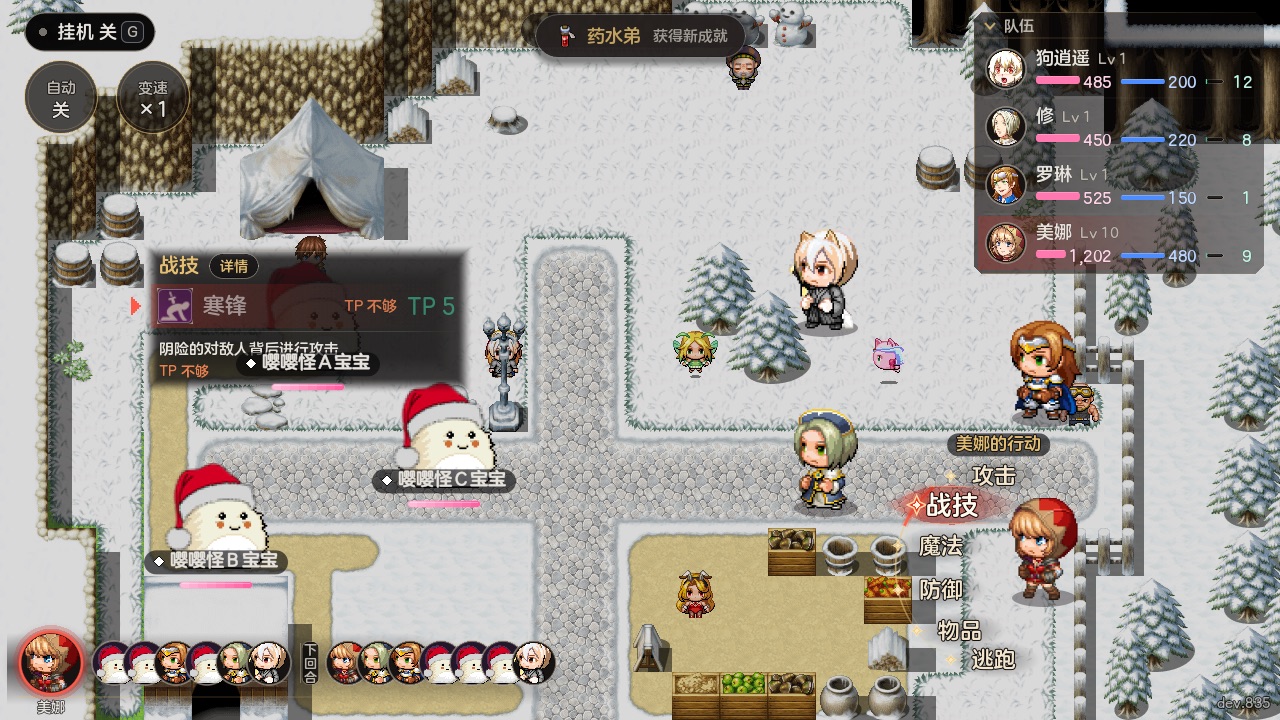 挂机 关 G
药水弟 获得新成就
队伍
自动
关
变速
×1
狗逍遥 Lv 1
485 200 12
修 Lv 1
450 220 8
罗琳 Lv 1
525 150 1
美娜 Lv 10
1,202 480 9
战技 详情
寒锋 TP 不够 TP 5
阴险的对敌人背后进行攻击
TP 不够
嘤嘤怪A宝宝
嘤嘤怪C宝宝
嘤嘤怪B宝宝
美娜的行动
攻击
战技
魔法
防御
物品
逃跑
下回合
美娜
dev.835